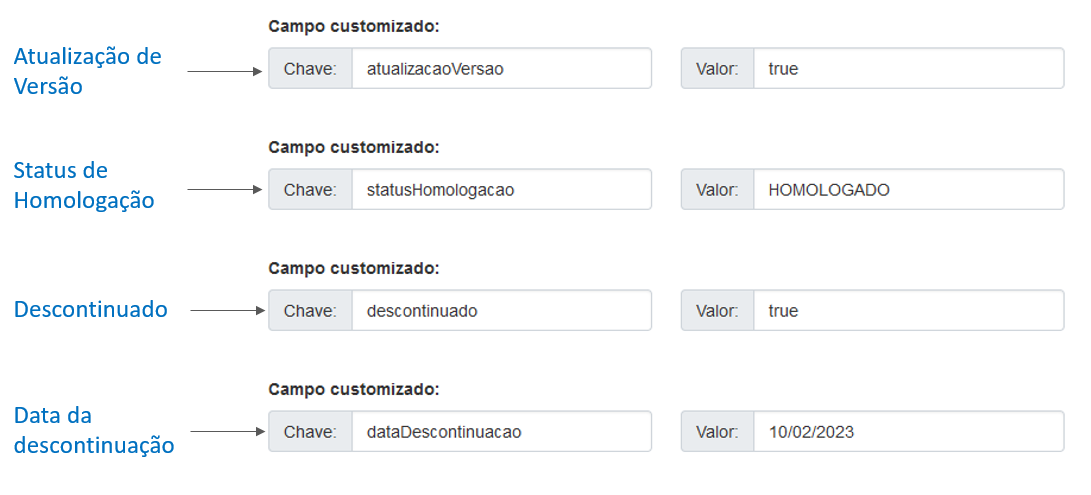 Campo customizado:
Atualização de
Versão
Chave: atualizacaoVersao Valor: true
Campo customizado:
Status de
Homologação
Chave: statusHomologacao Valor: HOMOLOGADO
Campo customizado:
Descontinuado
Chave: descontinuado Valor: true
Campo customizado:
Data da
descontinuação
Chave: dataDescontinuacao Valor: 10/02/2023